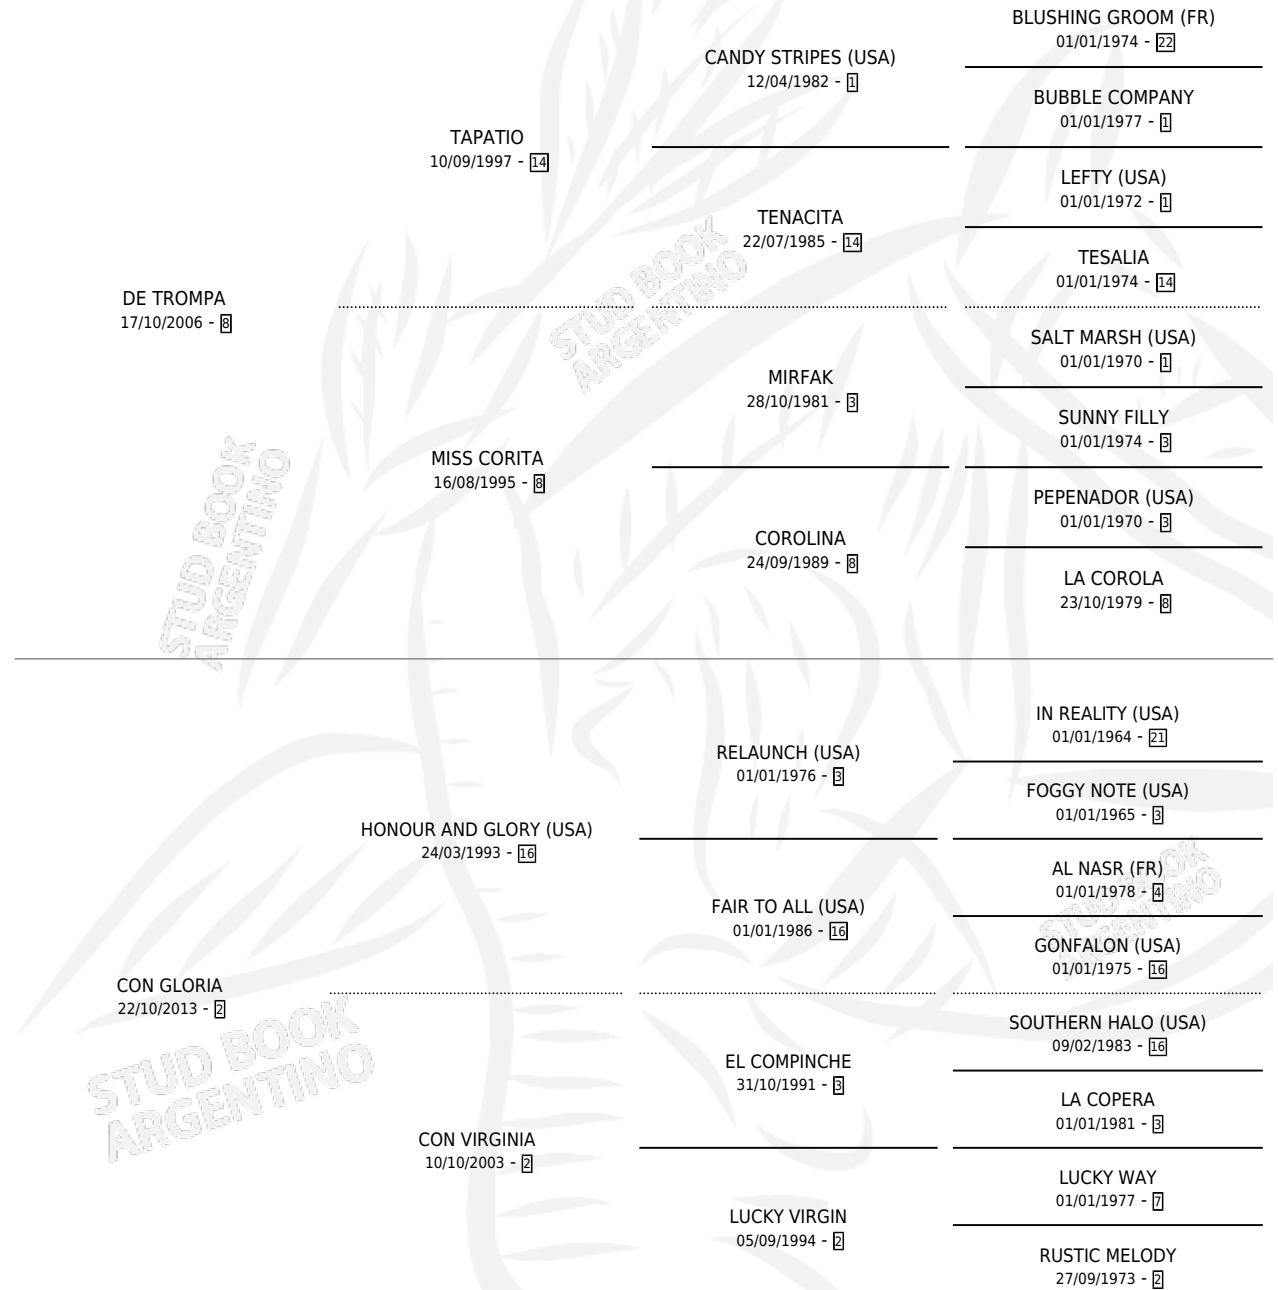 BLUSHING GROOM (FR)
01/01/1974 - 22
CANDY STRIPES (USA)
12/04/1982 - 1
BUBBLE COMPANY
01/01/1977 - 1
TAPATIO
10/09/1997 - 14
LEFTY (USA)
01/01/1972 - 1
TENACITA
22/07/1985 - 14
TESALIA
01/01/1974 - 14
DE TROMPA
17/10/2006 - 8
STUD BOOK
ARGENTINO
SALT MARSH (USA)
01/01/1970 - 1
MIRFAK
28/10/1981 - 3
SUNNY FILLY
01/01/1974 - 3
MISS CORITA
16/08/1995 - 8
PEPENADOR (USA)
01/01/1970 - 3
COROLINA
24/09/1989 - 8
LA COROLA
23/10/1979 - 8
STUD BOOK
ARGENTINO
IN REALITY (USA)
01/01/1964 - 21
RELAUNCH (USA)
01/01/1976 - 3
FOGGY NOTE (USA)
01/01/1965 - 3
HONOUR AND GLORY (USA)
24/03/1993 - 16
AL NASR (FR)
01/01/1978 - 4
FAIR TO ALL (USA)
01/01/1986 - 16
GONFALON (USA)
01/01/1975 - 16
STUD BOOK
ARGENTINO
CON GLORIA
22/10/2013 - 2
SOUTHERN HALO (USA)
09/02/1983 - 16
EL COMPINCHE
31/10/1991 - 3
LA COPERA
01/01/1981 - 3
STUD BOOK
ARGENTINO
CON VIRGINIA
10/10/2003 - 2
LUCKY WAY
01/01/1977 - 7
LUCKY VIRGIN
05/09/1994 - 2
RUSTIC MELODY
27/09/1973 - 2